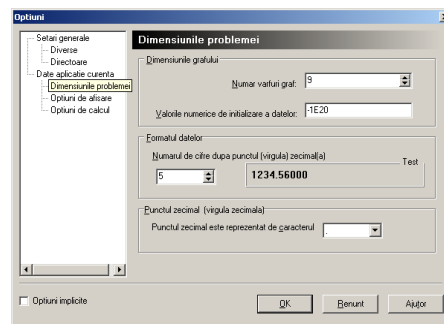 Optiuni
Setari generale
Diverse
Directoare
Date aplicatie curenta
Dimensiunile problemei
Optiuni de afisare
Optiuni de calcul
Dimensiunile problemei
Dimensiunile grafului
Numar varfuri graf: 9
Valorile numerice de initializare a datelor: -1E20
Formatul datelor
Numarul de cifre dupa punctul (virgula) zecimal(a)
5
Test
1234.56000
Punctul zecimal (virgula zecimala)
Punctul zecimal este reprezentat de caracterul .
Optiuni implicite
OK
Renunt
Ajutor